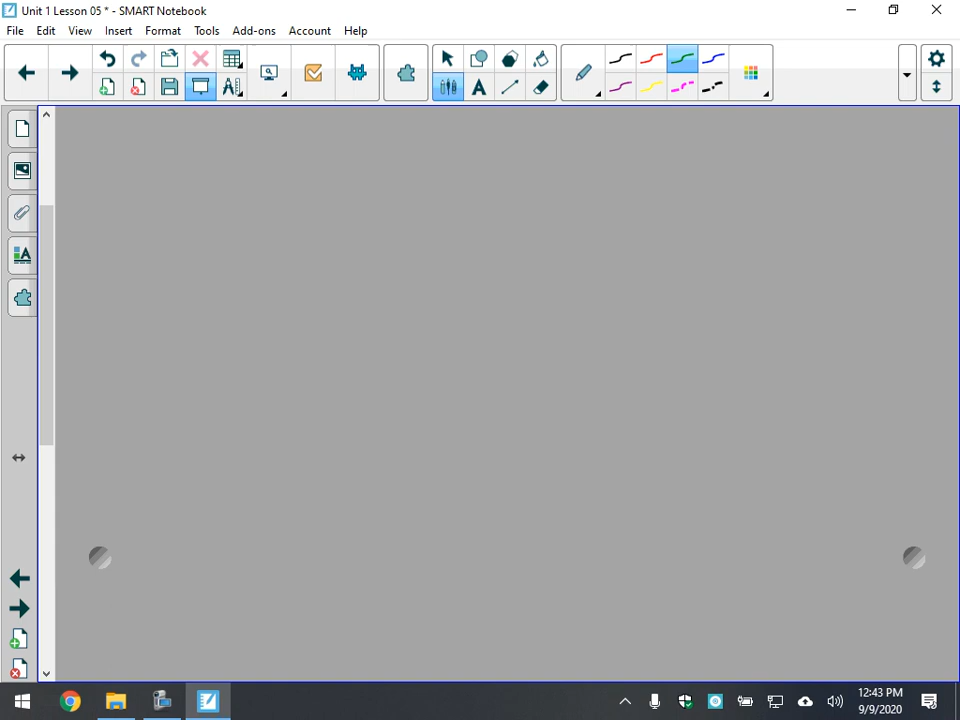 Unit 1 Lesson 05 * - SMART Notebook
File Edit View Insert Format Tools Add-ons Account Help
12:43 PM
9/9/2020